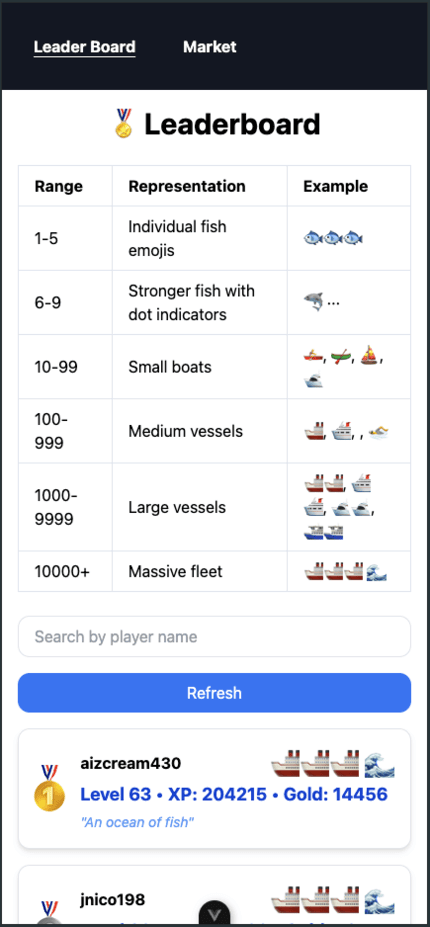 Leader Board Market
🏅 Leaderboard
Range Representation Example
1-5 Individual fish
emojis 🐟🐟🐟
6-9 Stronger fish with
dot indicators 🐬 ...
10-99 Small boats 🚣, 🛶, ⛵,
🛥️
100-
999 Medium vessels 🚢, 🛳️, , 🏊
1000-
9999 Large vessels 🚢🚢, 🛳️
🛳️, 🛥️🛥️,
⛴️⛴️
10000+ Massive fleet 🚢🚢🚢🌊
Search by player name
Refresh
aizcream430 🚢🚢🚢🌊
1
Level 63 • XP: 204215 • Gold: 14456
"An ocean of fish"
jnico198 🚢🚢🚢🌊